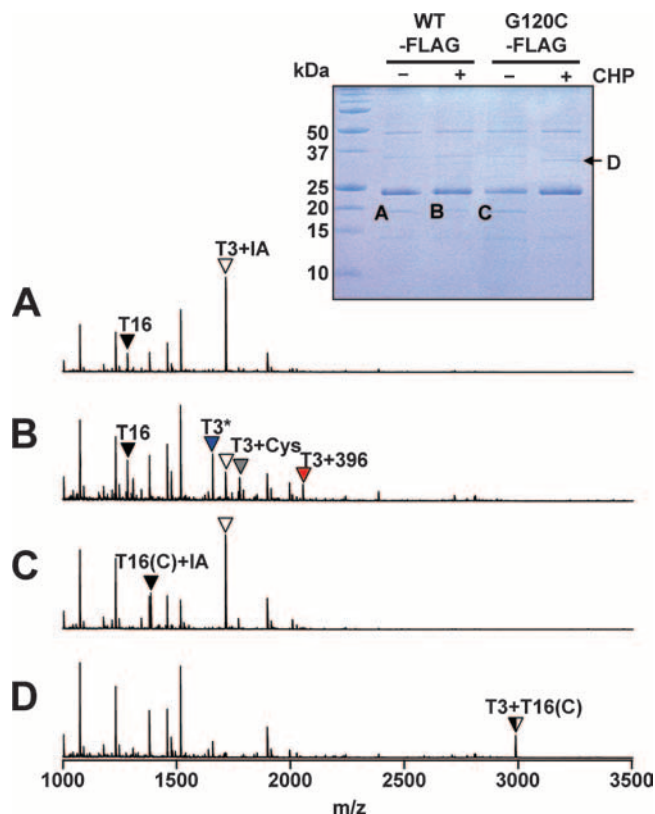 WT
-FLAG
G120C
-FLAG
kDa
− + − + CHP
50
37
25
20
15
10
D
A
B
C
A
T16
T3+IA
B
T16
T3*
T3+Cys
T3+396
C
T16(C)+IA
D
T3+T16(C)
1000 1500 2000 2500 3000 3500
m/z